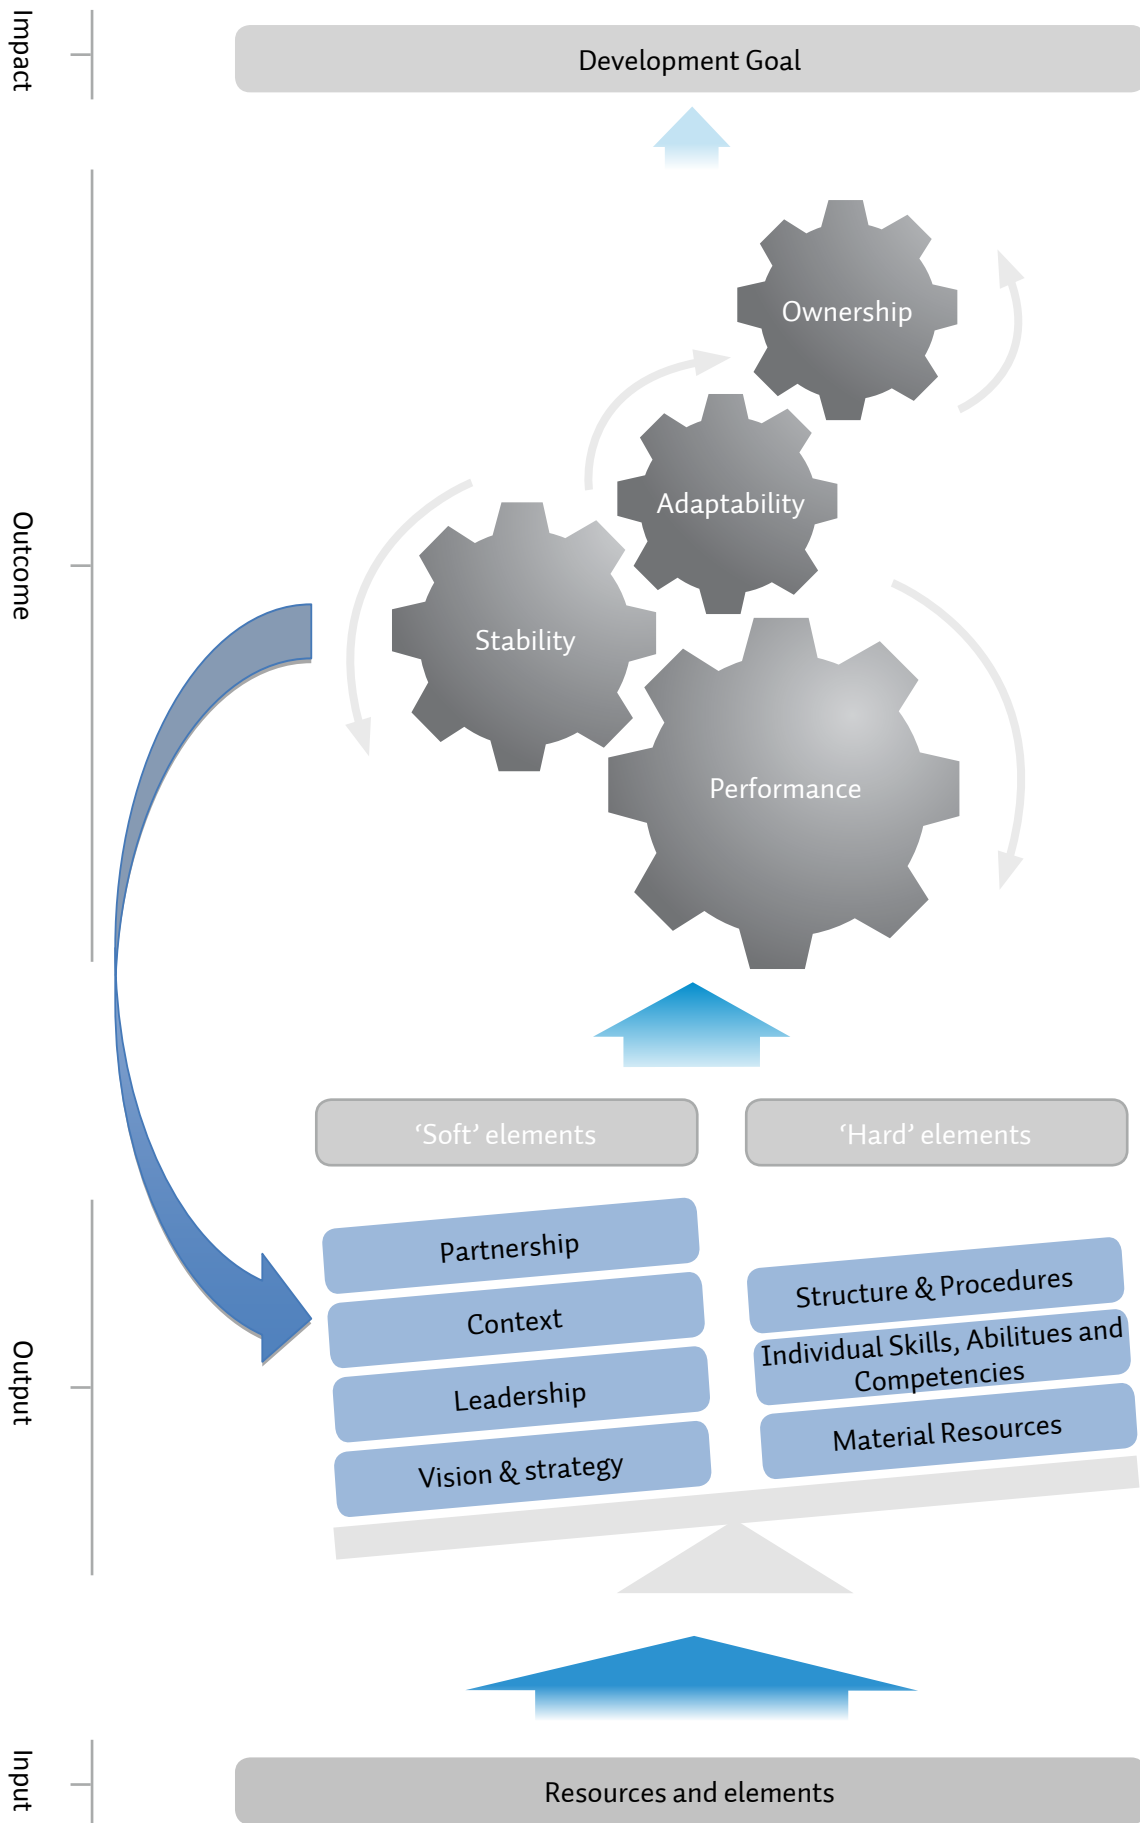 Impact
Development Goal
Outcome
Ownership
Adaptability
Stability
Performance
‘Soft’ elements
‘Hard’ elements
Output
Partnership
Context
Leadership
Vision & strategy
Structure & Procedures
Individual Skills, Abilitues and
Competencies
Material Resources
Input
Resources and elements